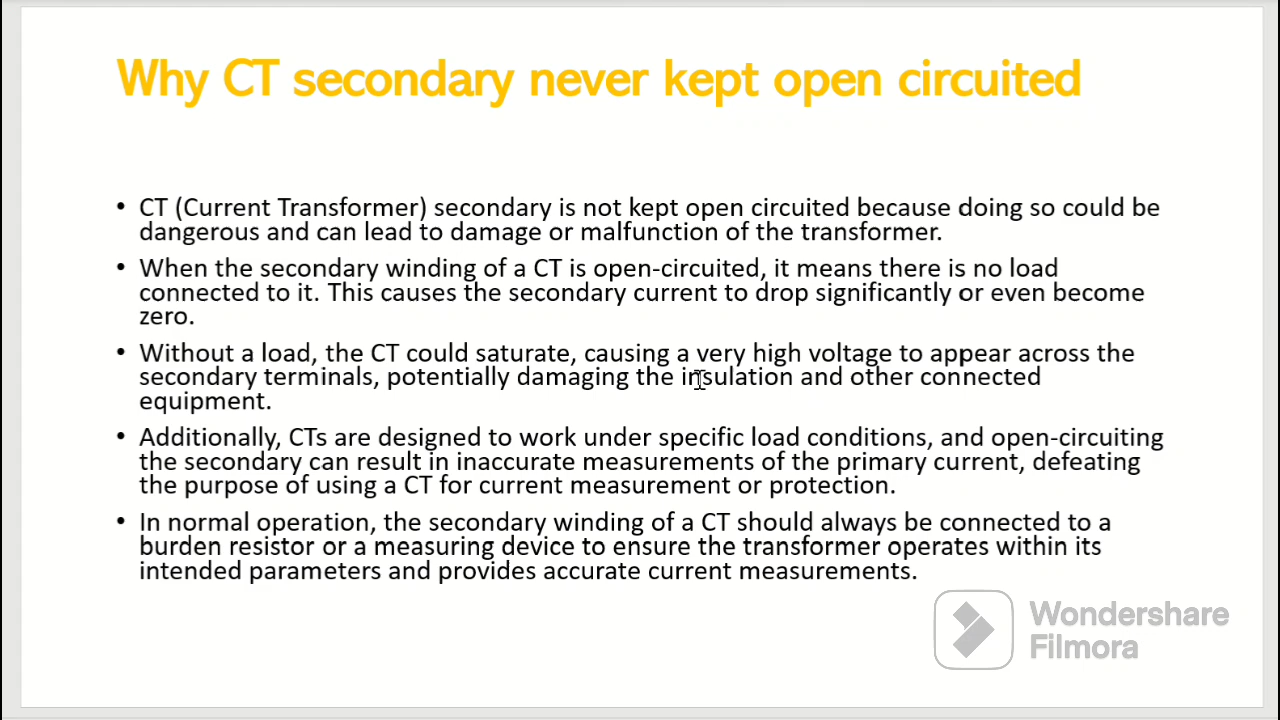 Why CT secondary never kept open circuited
• CT (Current Transformer) secondary is not kept open circuited because doing so could be
dangerous and can lead to damage or malfunction of the transformer.
• When the secondary winding of a CT is open-circuited, it means there is no load
connected to it. This causes the secondary current to drop significantly or even become
zero.
• Without a load, the CT could saturate, causing a very high voltage to appear across the
secondary terminals, potentially damaging the insulation and other connected
equipment.
• Additionally, CTs are designed to work under specific load conditions, and open-circuiting
the secondary can result in inaccurate measurements of the primary current, defeating
the purpose of using a CT for current measurement or protection.
• In normal operation, the secondary winding of a CT should always be connected to a
burden resistor or a measuring device to ensure the transformer operates within its
intended parameters and provides accurate current measurements.
Wondershare
Filmora